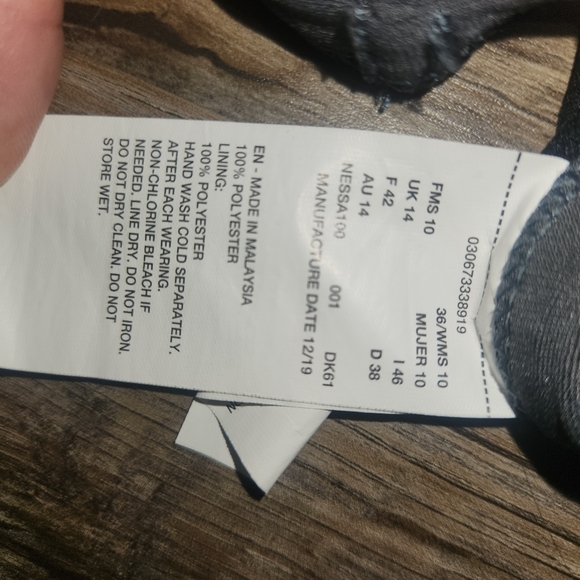 030673338919
FMS 10 36/WMS 10
UK 14 MUJER 10
F 42 I 46
AU 14 D 38
NESSA100 001 DK61
MANUFACTURE DATE 12/19
EN - MADE IN MALAYSIA
100% POLYESTER
LINING:
100% POLYESTER
HAND WASH COLD SEPARATELY.
AFTER EACH WEARING.
NON-CHLORINE BLEACH IF
NEEDED, LINE DRY. DO NOT IRON.
DO NOT DRY CLEAN. DO NOT
STORE WET.